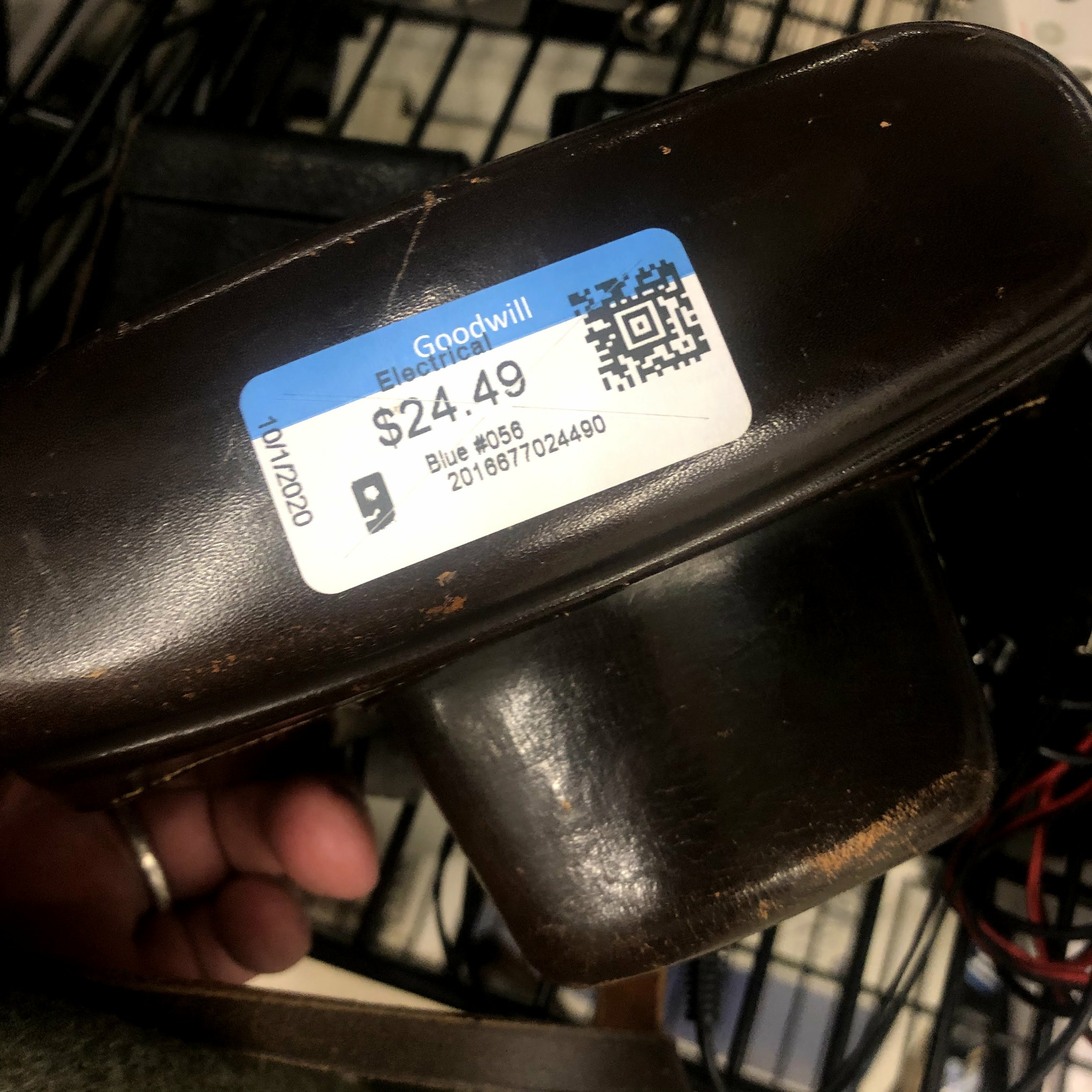 Goodwill
Electrical
$24.49
Blue #056
2016677024490
10/1/2020